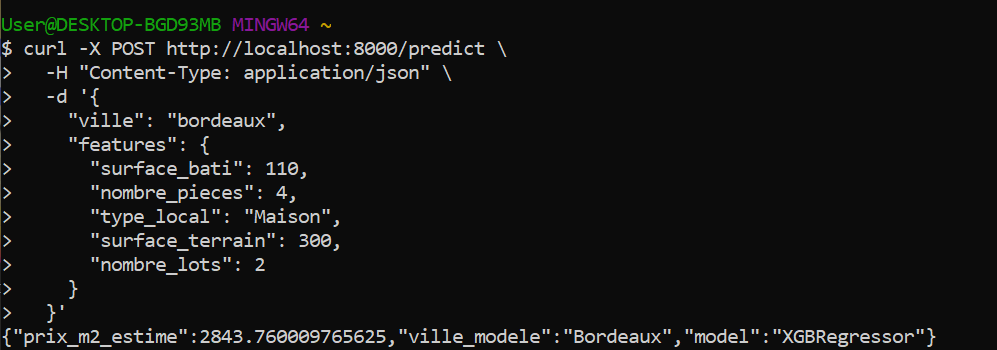 User@DESKTOP-BGD93MB MINGW64 ~
$ curl -X POST http://localhost:8000/predict \
>   -H "Content-Type: application/json" \
>   -d '{
>     "ville": "bordeaux",
>     "features": {
>       "surface_bati": 110,
>       "nombre_pieces": 4,
>       "type_local": "Maison",
>       "surface_terrain": 300,
>       "nombre_lots": 2
>     }
>   }'
{"prix_m2_estime":2843.760009765625,"ville_modele":"Bordeaux","model":"XGBRegressor"}